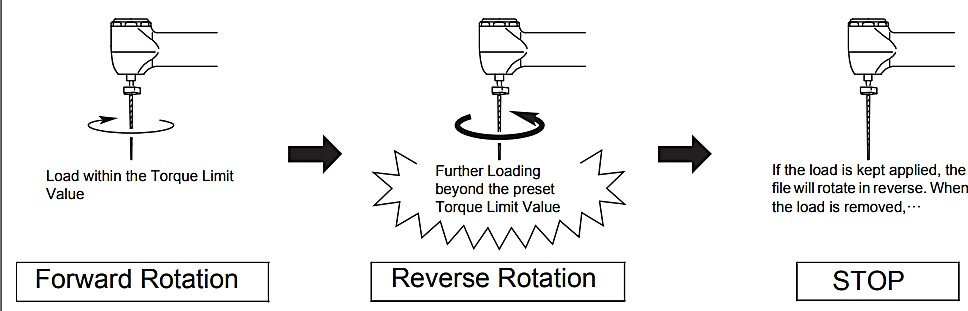 Load within the Torque Limit
Value
Forward Rotation
Further Loading
beyond the preset
Torque Limit Value
Reverse Rotation
If the load is kept applied, the
file will rotate in reverse. When
the load is removed,⋯
STOP